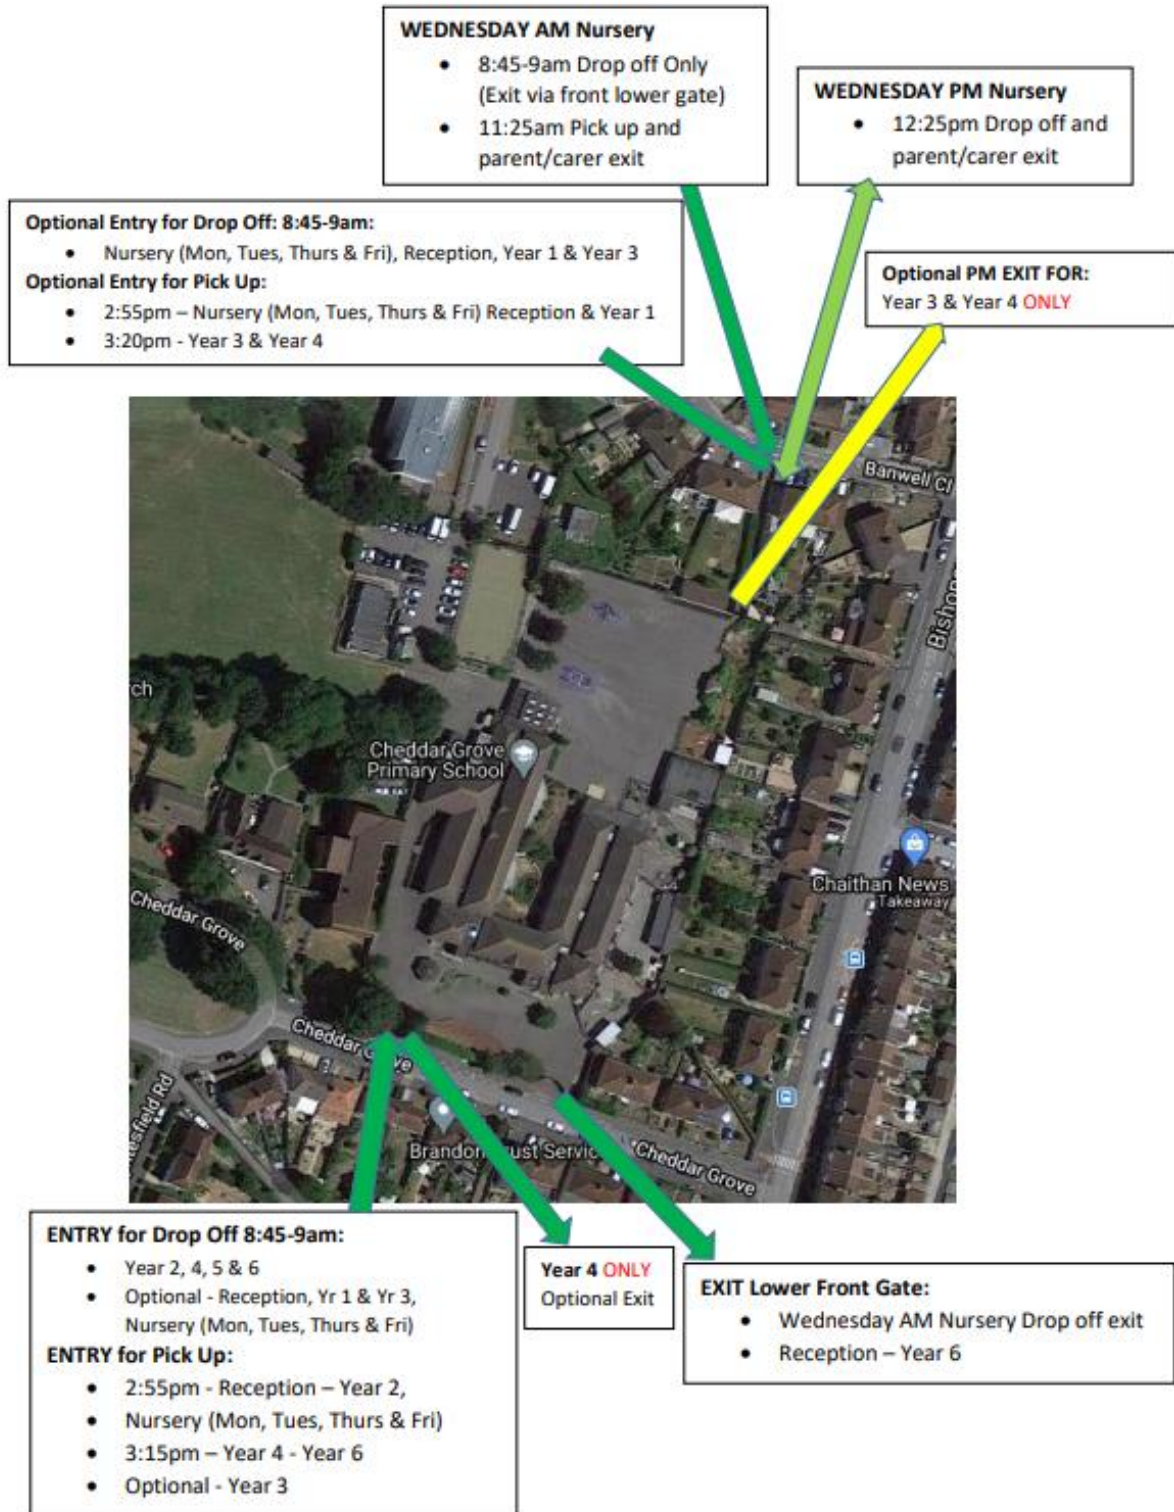 WEDNESDAY AM Nursery
• 8:45-9am Drop off Only
(Exit via front lower gate)
• 11:25am Pick up and
parent/carer exit
WEDNESDAY PM Nursery
• 12:25pm Drop off and
parent/carer exit
Optional Entry for Drop Off: 8:45-9am:
• Nursery (Mon, Tues, Thurs & Fri), Reception, Year 1 & Year 3
Optional Entry for Pick Up:
• 2:55pm – Nursery (Mon, Tues, Thurs & Fri) Reception & Year 1
• 3:20pm - Year 3 & Year 4
Optional PM EXIT FOR:
Year 3 & Year 4 ONLY
Banwell Cl
Bishop
rch
Cheddar Grove
Primary School
Chaithan News
Takeaway
Cheddar Grove
Cheddar Grove
tesfield Rd
Brandon Trust Servic
Cheddar Grove
ENTRY for Drop Off 8:45-9am:
• Year 2, 4, 5 & 6
• Optional - Reception, Yr 1 & Yr 3,
Nursery (Mon, Tues, Thurs & Fri)
ENTRY for Pick Up:
• 2:55pm - Reception – Year 2,
• Nursery (Mon, Tues, Thurs & Fri)
• 3:15pm – Year 4 - Year 6
• Optional - Year 3
Year 4 ONLY
Optional Exit
EXIT Lower Front Gate:
• Wednesday AM Nursery Drop off exit
• Reception – Year 6